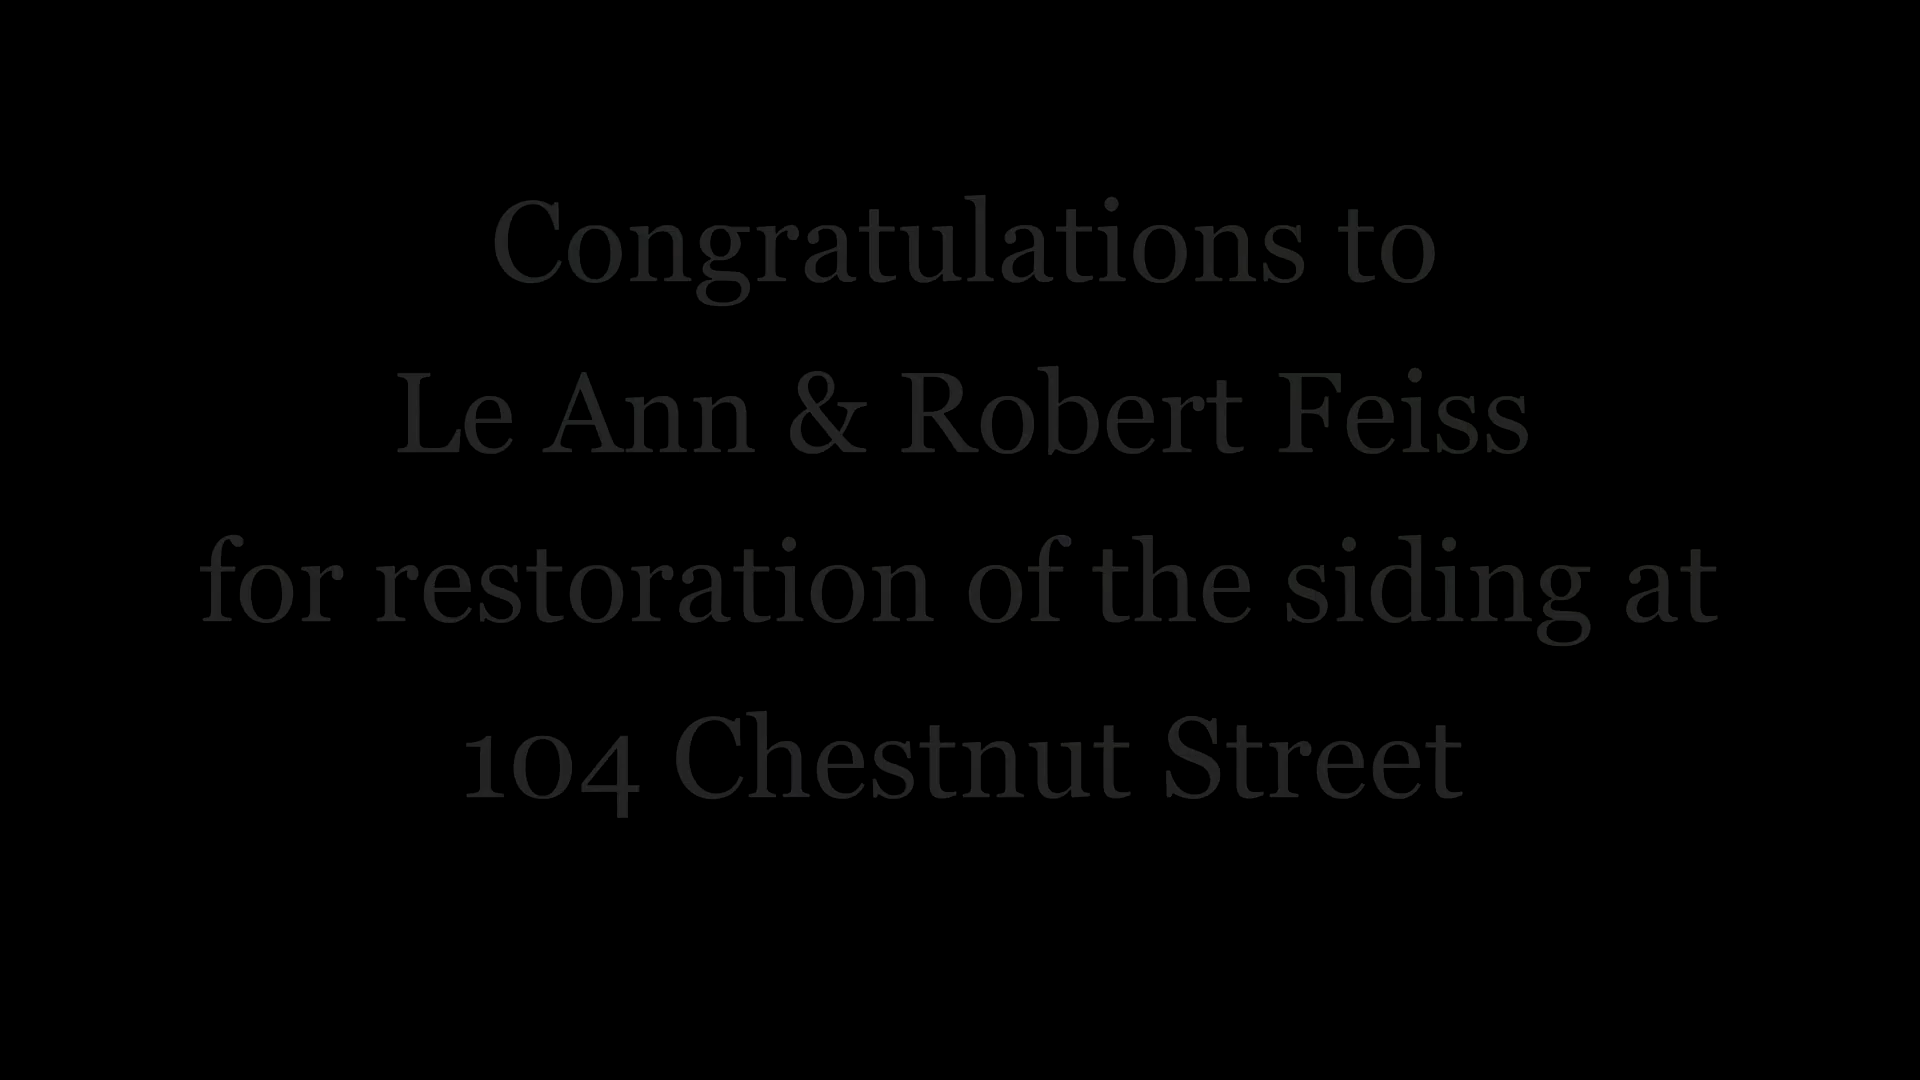 Congratulations to
Le Ann & Robert Feiss
for restoration of the siding at
104 Chestnut Street